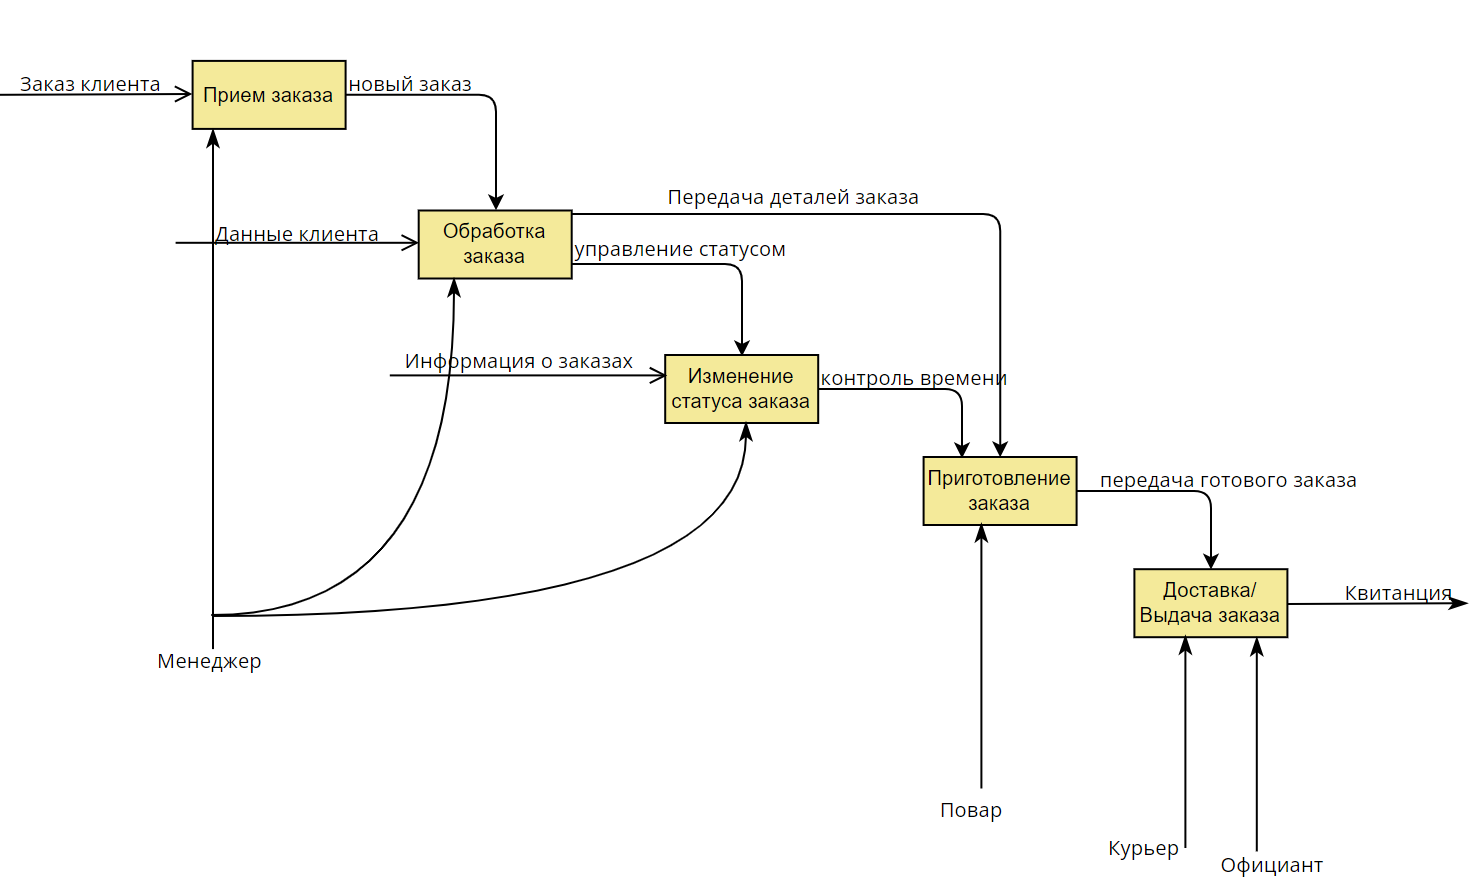 Заказ клиента
Прием заказа
новый заказ
Передача деталей заказа
Данные клиента
Обработка
заказа
управление статусом
Информация о заказах
Изменение
статуса заказа
контроль времени
Приготовление
заказа
передача готового заказа
Доставка/
Выдача заказа
Квитанция
Менеджер
Повар
Курьер
Официант